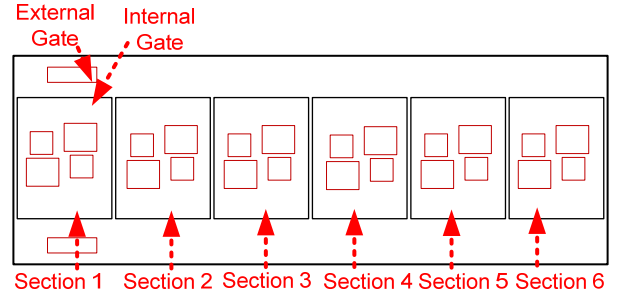 External
Gate
Internal
Gate
Section 1
Section 2
Section 3
Section 4
Section 5
Section 6